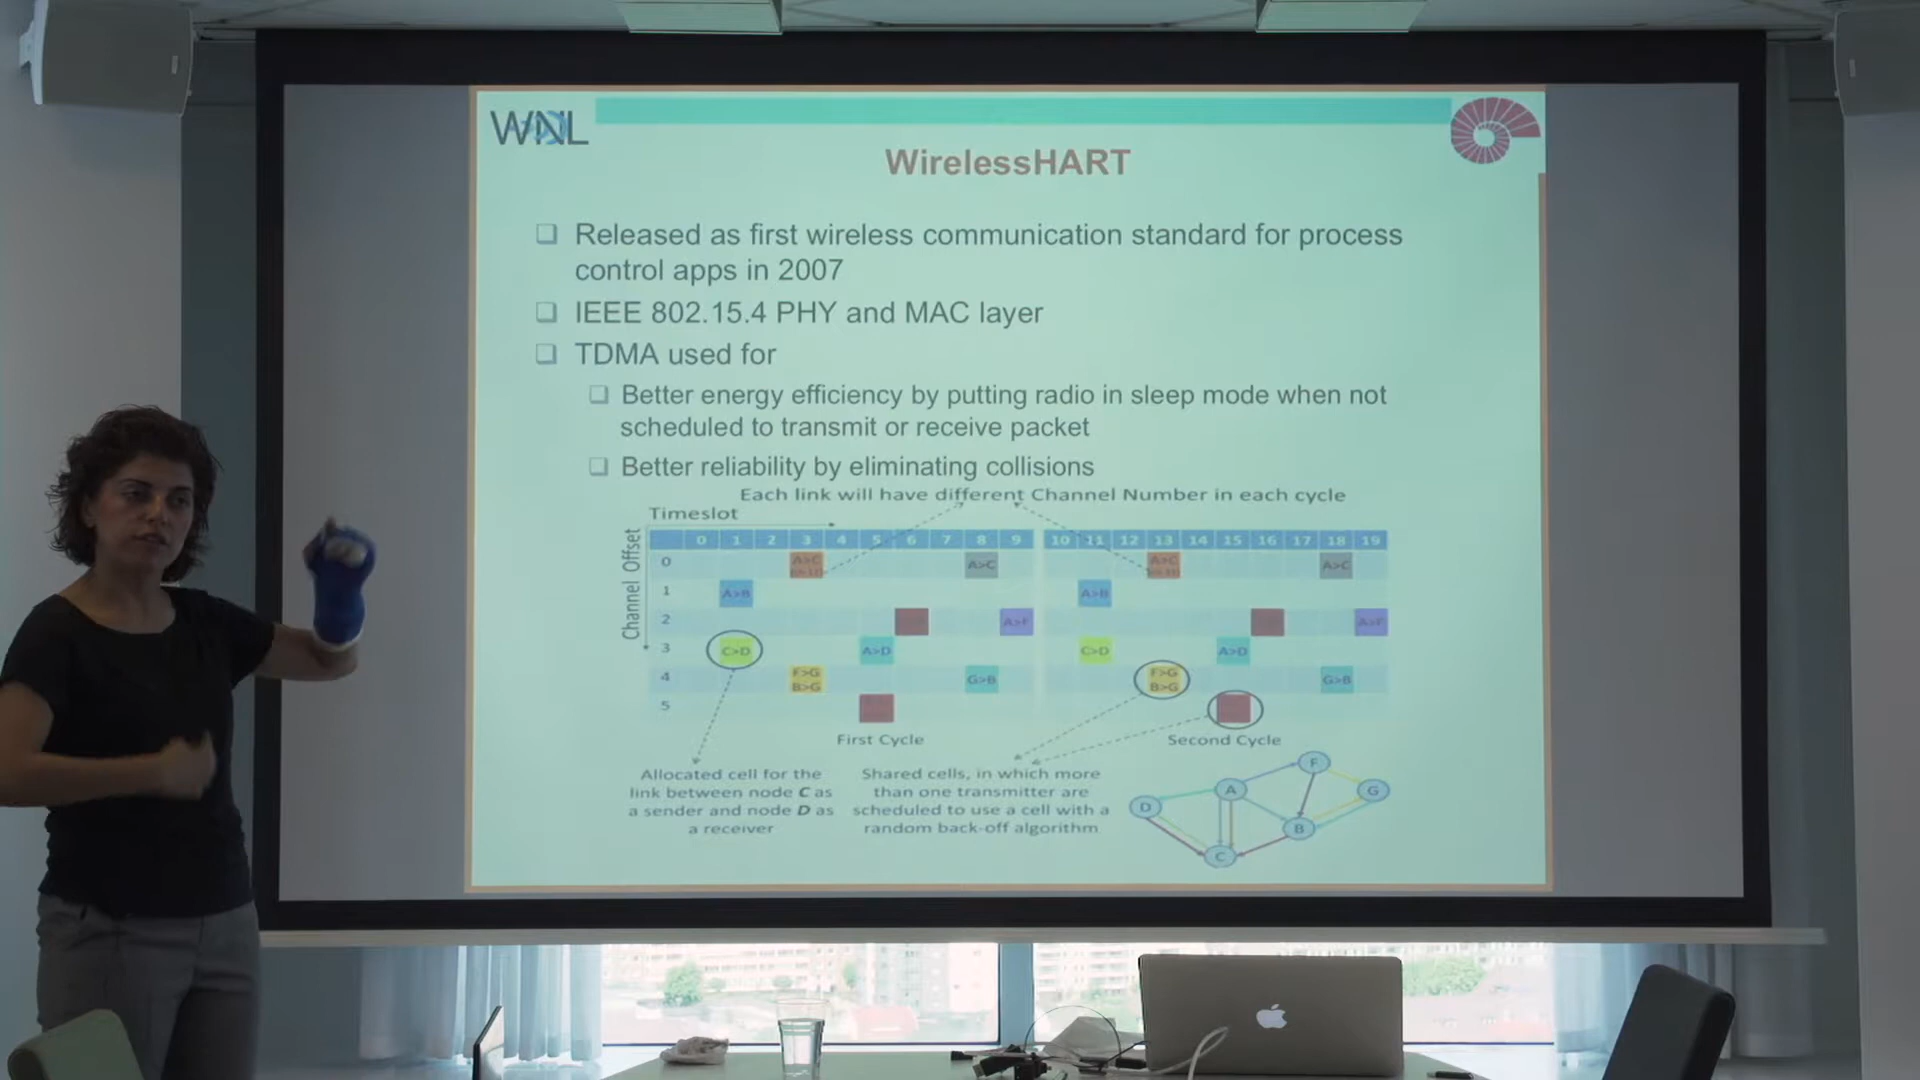 WNL
WirelessHART
Released as first wireless communication standard for process
control apps in 2007
IEEE 802.15.4 PHY and MAC layer
TDMA used for
Better energy efficiency by putting radio in sleep mode when not
scheduled to transmit or receive packet
Better reliability by eliminating collisions
Each link will have different Channel Number in each cycle
Timeslot
Channel Offset
0 1 2 3 4 5 6 7 8 9 10 11 12 13 14 15 16 17 18 19
0 A>C A>C A>C A>C
1 A>B A>B
2 A>F A>F
3 C>D A>D C>D A>D
4 F>G G>B F>G G>B
B>G B>G
5
First Cycle Second Cycle
Allocated cell for the
link between node C as
a sender and node D as
a receiver
Shared cells, in which more
than one transmitter are
scheduled to use a cell with a
random back-off algorithm
F
A G
D
B
C